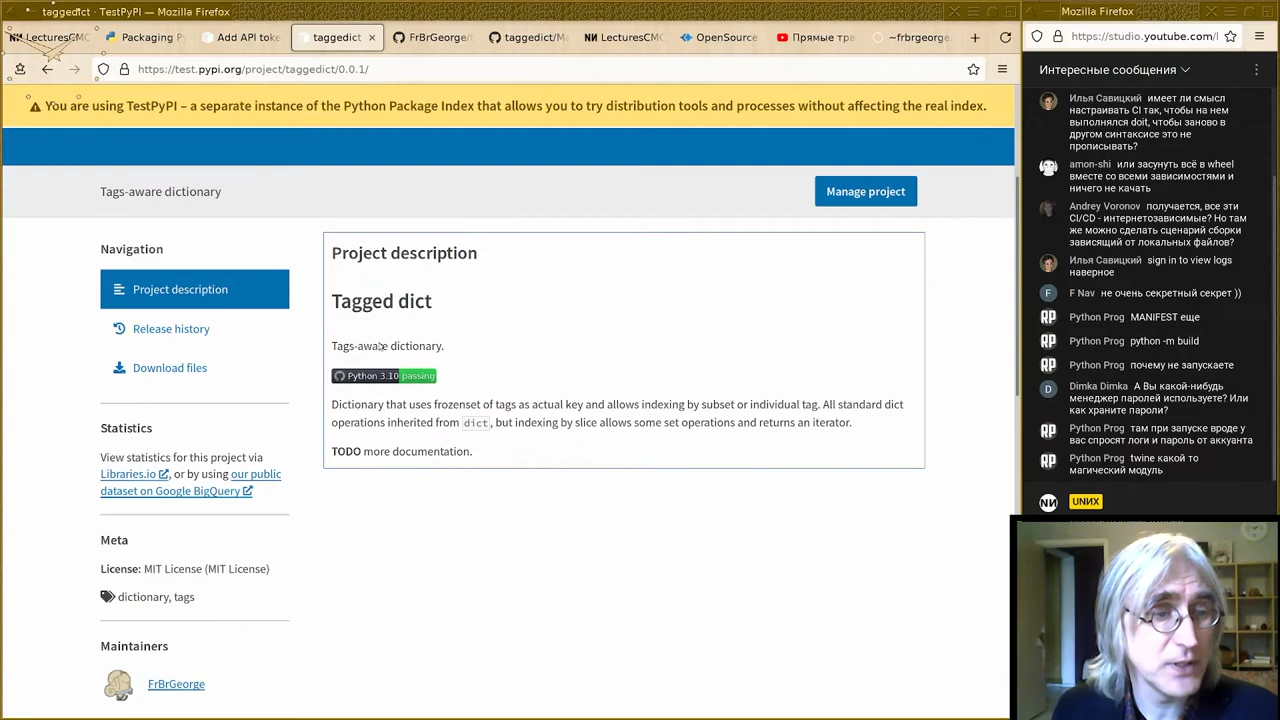 taggedict · TestPyPI — Mozilla Firefox
Mozilla Firefox
LecturesCMC
Packaging Py
Add API toke
taggedict
FrBrGeorge/
taggedict/Ma
LecturesCMC
OpenSource
Прямые тра
~frbrgeorge
https://test.pypi.org/project/taggedict/0.0.1/
You are using TestPyPI – a separate instance of the Python Package Index that allows you to try distribution tools and processes without affecting the real index.
Tags-aware dictionary
Manage project
Navigation
Project description
Release history
Download files
Statistics
View statistics for this project via
Libraries.io, or by using our public
dataset on Google BigQuery
Meta
License: MIT License (MIT License)
dictionary, tags
Maintainers
FrBrGeorge
Project description
Tagged dict
Tags-aware dictionary.
Python 3.10 passing
Dictionary that uses frozenset of tags as actual key and allows indexing by subset or individual tag. All standard dict
operations inherited from dict, but indexing by slice allows some set operations and returns an iterator.
TODO more documentation.
https://studio.youtube.com/l
Интересные сообщения
Илья Савицкий имеет ли смысл
настраивать CI так, чтобы на нем
выполнялся doit, чтобы заново в
другом синтаксисе это не
прописывать?
amon-shi или засунуть всё в wheel
вместе со всеми зависимостями и
ничего не качать
Andrey Voronov получается, все эти
CI/CD - интернетозависимые? Но там
же можно сделать сценарий сборки
зависящий от локальных файлов?
Илья Савицкий sign in to view logs
наверное
F
F Nav не очень секретный секрет ))
Python Prog MANIFEST еще
Python Prog python -m build
Python Prog почему не запускаете
D
Dimka Dimka А Вы какой-нибудь
менеджер паролей используете? Или
как храните пароли?
Python Prog там при запуске вроде у
вас спросят логи и пароль от аккуанта
Python Prog twine какой то
магический модуль
UNИХ